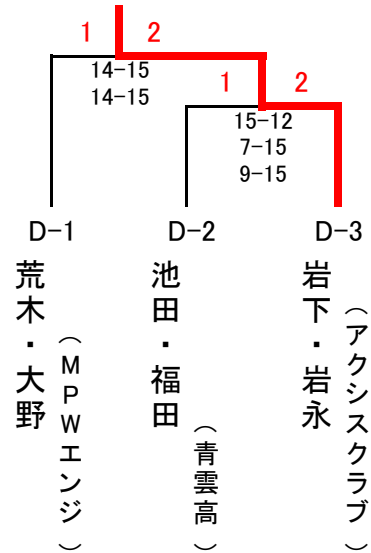 1 2
14-15
14-15
1 2
15-12
7-15
9-15
D-1 D-2 D-3
荒木・大野
（MPWエンジ）
池田・福田
（青雲高）
岩下・岩永
（アクシスクラブ）